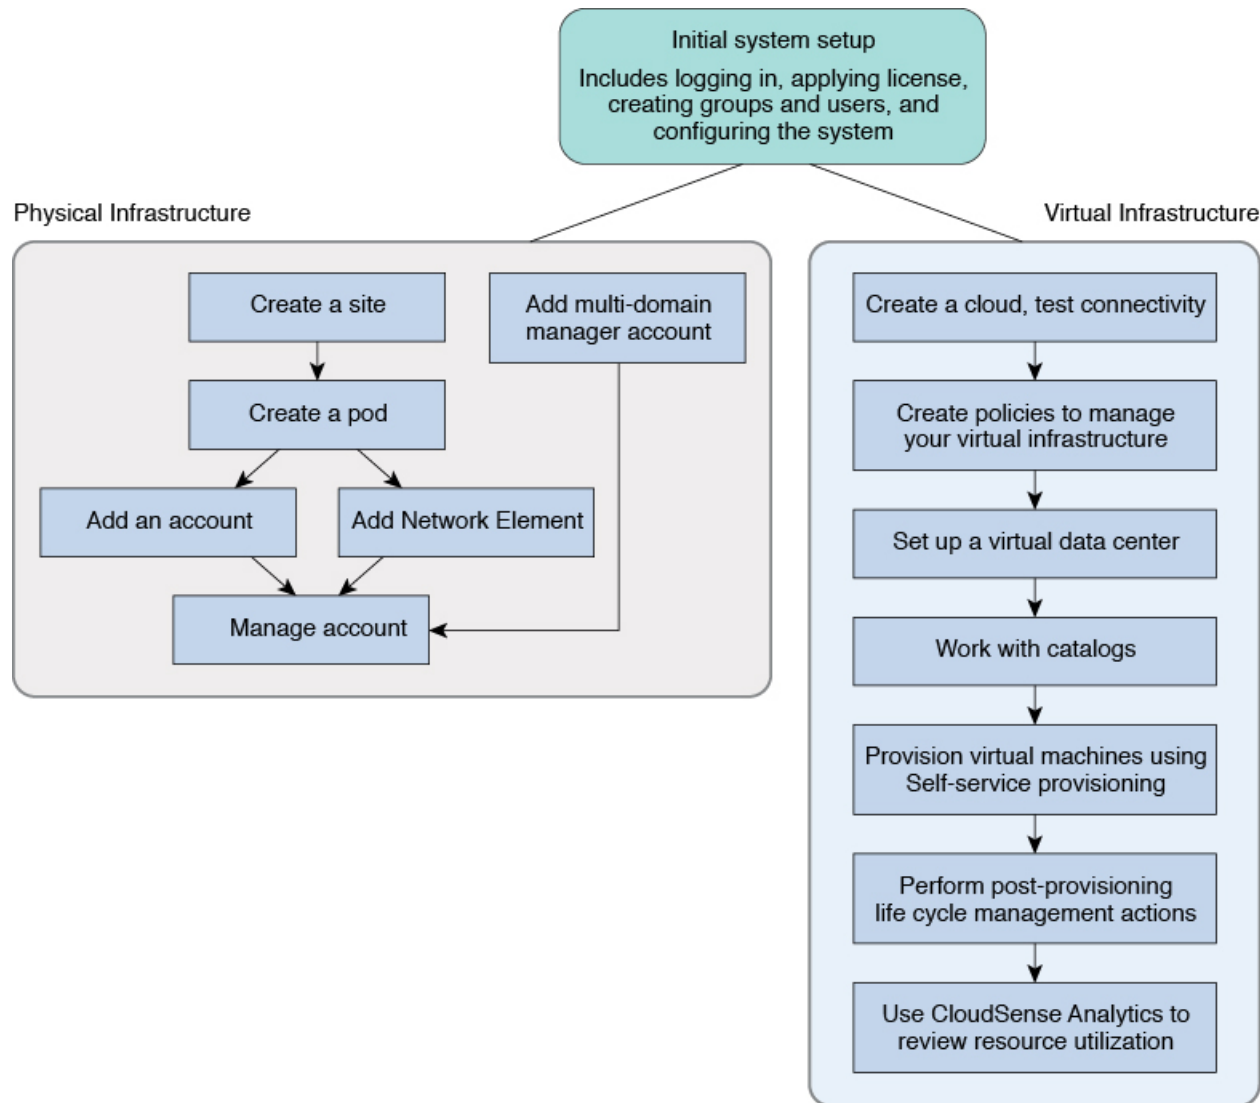 Initial system setup
Includes logging in, applying license,
creating groups and users, and
configuring the system
Physical Infrastructure
Create a site
Add multi-domain
manager account
Create a pod
Add an account
Add Network Element
Manage account
Virtual Infrastructure
Create a cloud, test connectivity
Create policies to manage
your virtual infrastructure
Set up a virtual data center
Work with catalogs
Provision virtual machines using
Self-service provisioning
Perform post-provisioning
life cycle management actions
Use CloudSense Analytics to
review resource utilization